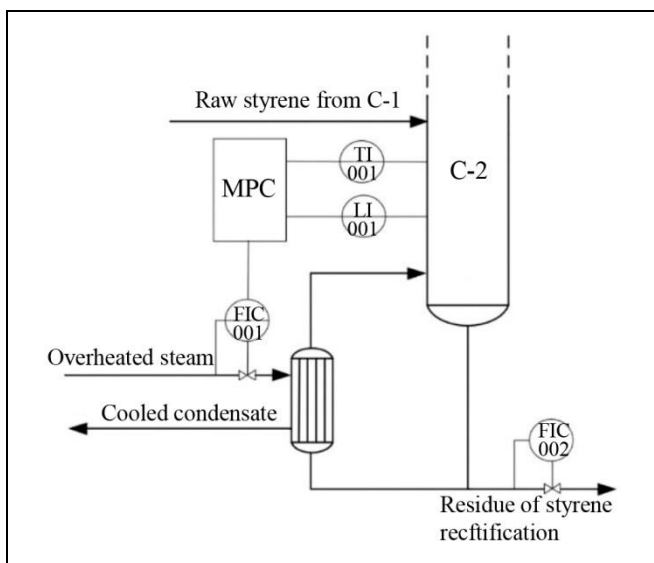 Raw styrene from C-1
TI
001
C-2
MPC
LI
001
FIC
001
Overheated steam
Cooled condensate
FIC
002
Residue of styrene
recftification